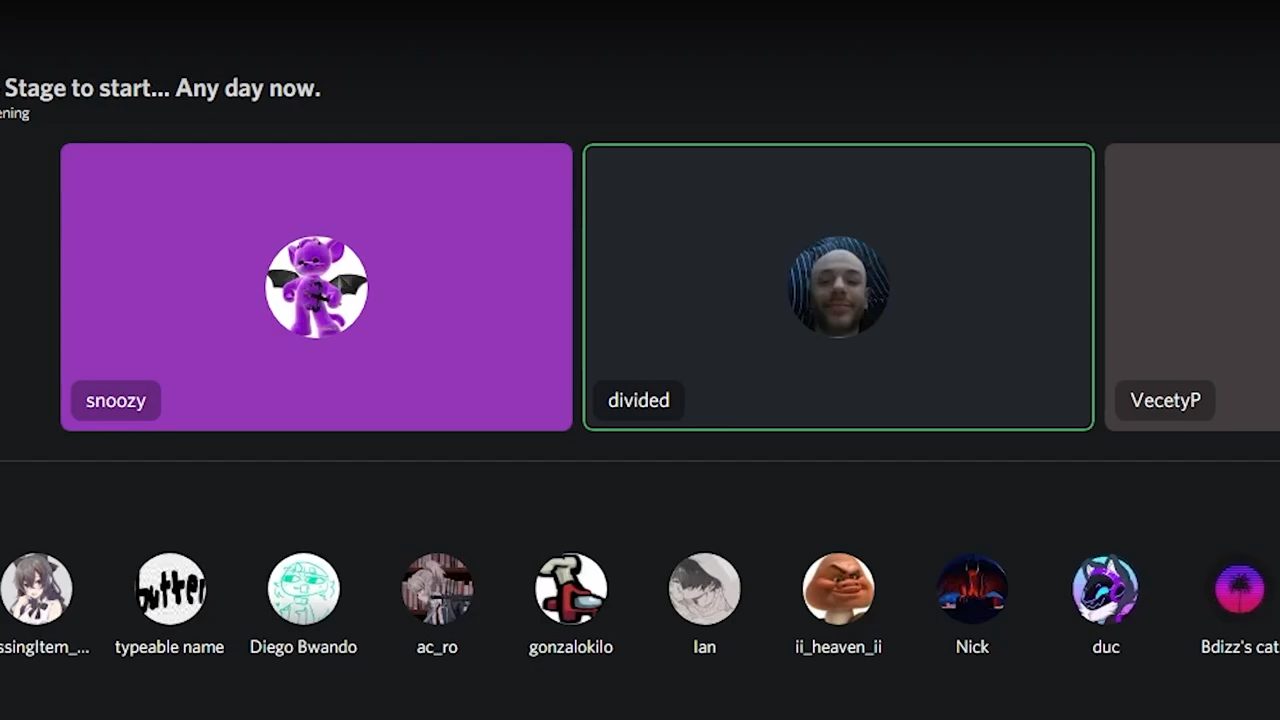 Stage to start... Any day now.
ening
snoozy
divided
VecetyP
ssingItem_...
typeable name
Diego Bwando
ac_ro
gonzalokilo
Ian
ii_heaven_ii
Nick
duc
Bdizz's cat
butter